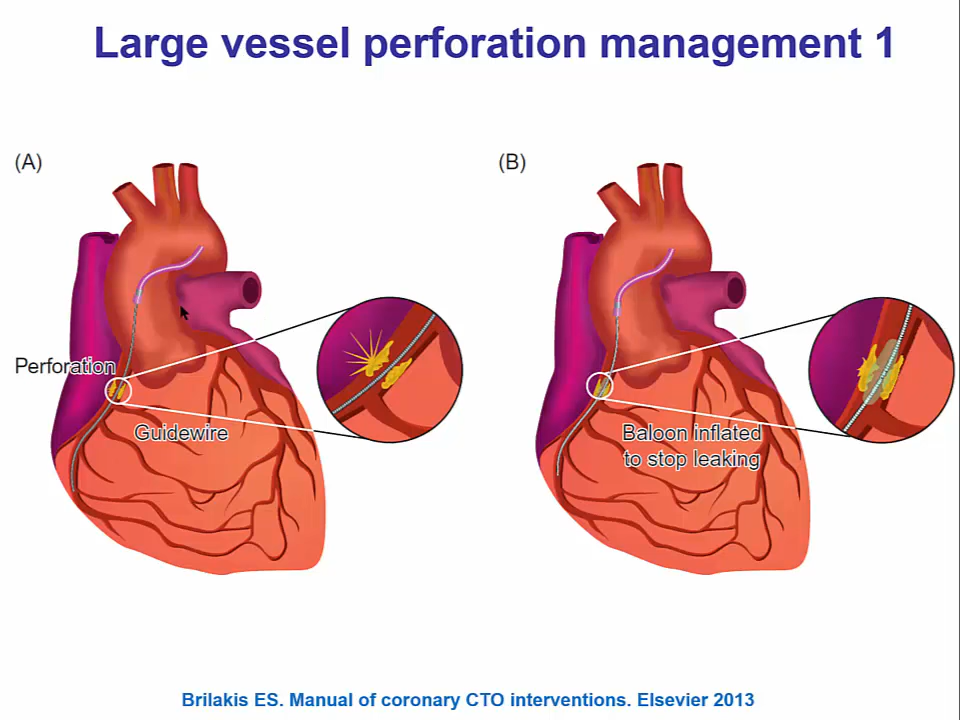 Large vessel perforation management 1
(A)
(B)
Perforation
Guidewire
Baloon inflated
to stop leaking
Brilakis ES. Manual of coronary CTO interventions. Elsevier 2013